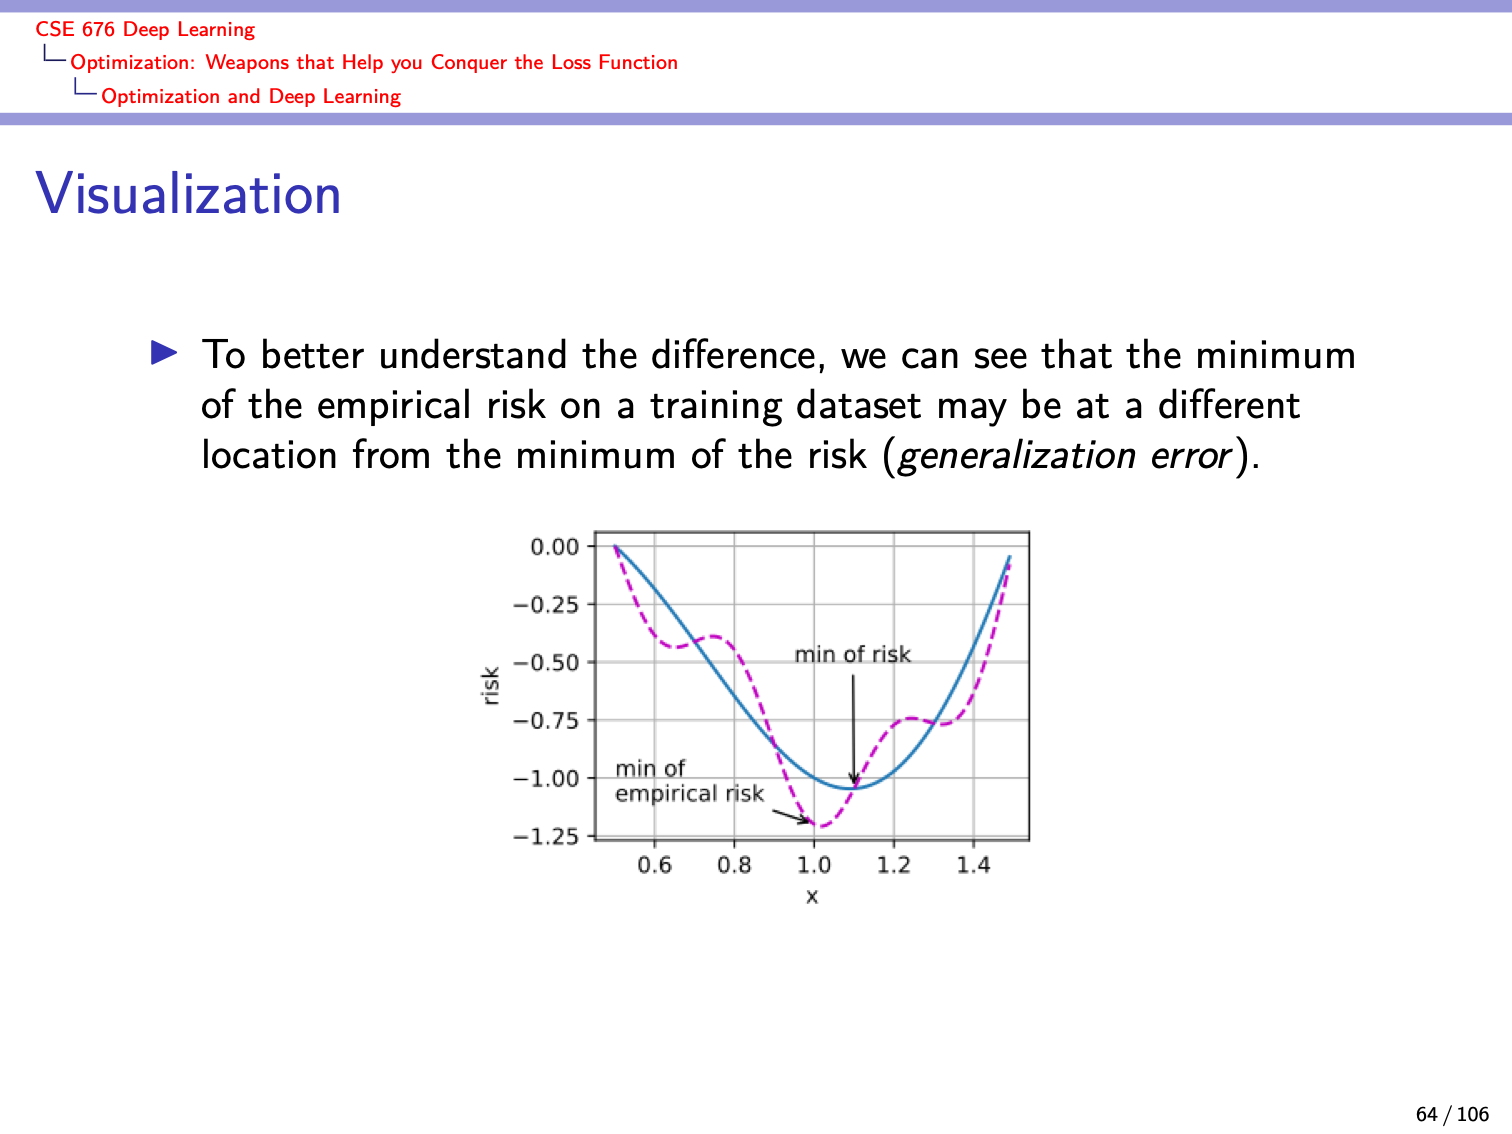 CSE 676 Deep Learning
Optimization: Weapons that Help you Conquer the Loss Function
Optimization and Deep Learning
Visualization
To better understand the difference, we can see that the minimum
of the empirical risk on a training dataset may be at a different
location from the minimum of the risk (generalization error).
0.00
−0.25
−0.50
−0.75
−1.00
−1.25
risk
min of risk
min of
empirical risk
0.6 0.8 1.0 1.2 1.4
x
64 / 106